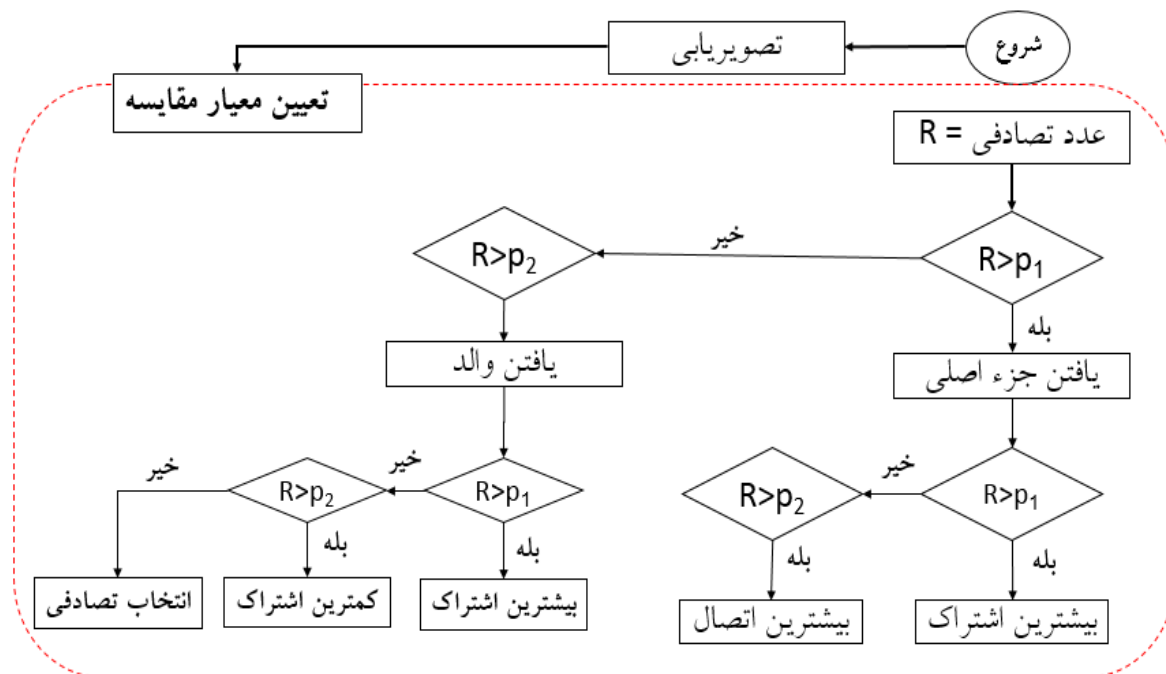 شروع
تصویریابی
تعیین معیار مقایسه
عدد تصادفی = R
R>p₁
خیر
R>p₂
بله
یافتن جزء اصلی
یافتن والد
R>p₁
خیر
R>p₂
R>p₁
خیر
R>p₂
خیر
بله
بله
بله
بله
بیشترین اشتراک
بیشترین اتصال
بیشترین اشتراک
کمترین اشتراک
انتخاب تصادفی